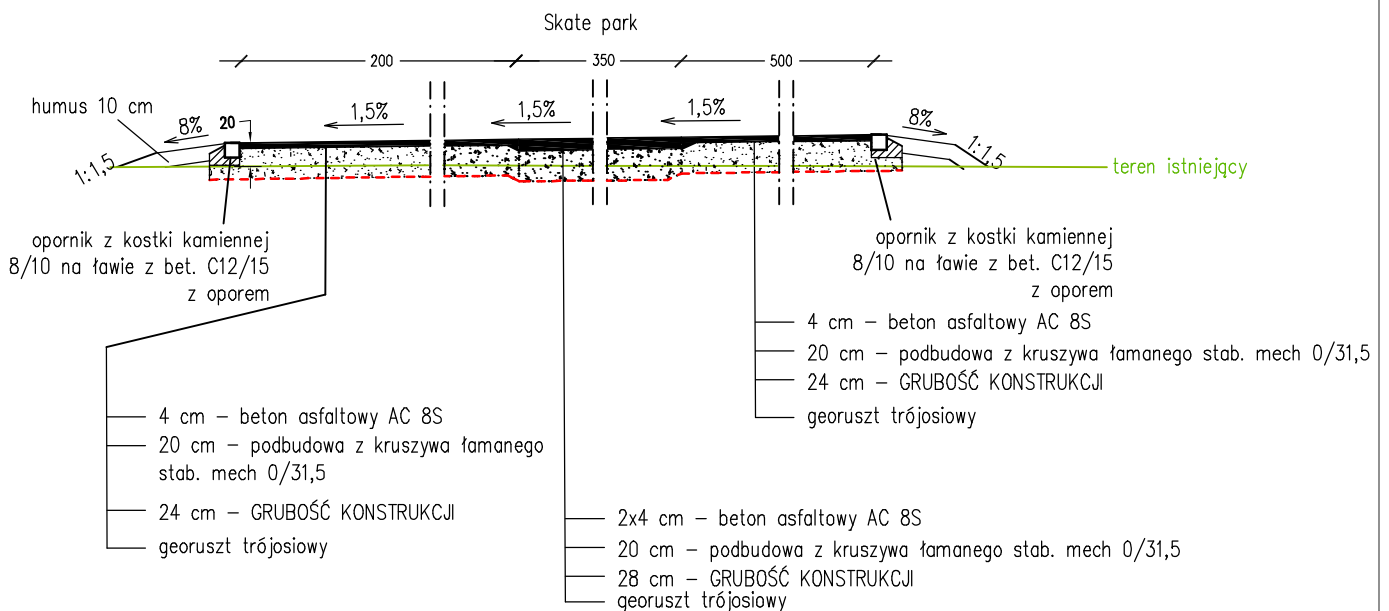 Skate park
200
350
500
humus 10 cm
8%
20
1,5%
1,5%
1,5%
8%
1:1,5
1:1,5
teren istniejący
opornik z kostki kamiennej
8/10 na ławie z bet. C12/15
z oporem
opornik z kostki kamiennej
8/10 na ławie z bet. C12/15
z oporem
4 cm – beton asfaltowy AC 8S
20 cm – podbudowa z kruszywa łamanego stab. mech 0/31,5
24 cm – GRUBOŚĆ KONSTRUKCJI
georuszt trójosiowy
4 cm – beton asfaltowy AC 8S
20 cm – podbudowa z kruszywa łamanego
stab. mech 0/31,5
24 cm – GRUBOŚĆ KONSTRUKCJI
georuszt trójosiowy
2x4 cm – beton asfaltowy AC 8S
20 cm – podbudowa z kruszywa łamanego stab. mech 0/31,5
28 cm – GRUBOŚĆ KONSTRUKCJI
georuszt trójosiowy